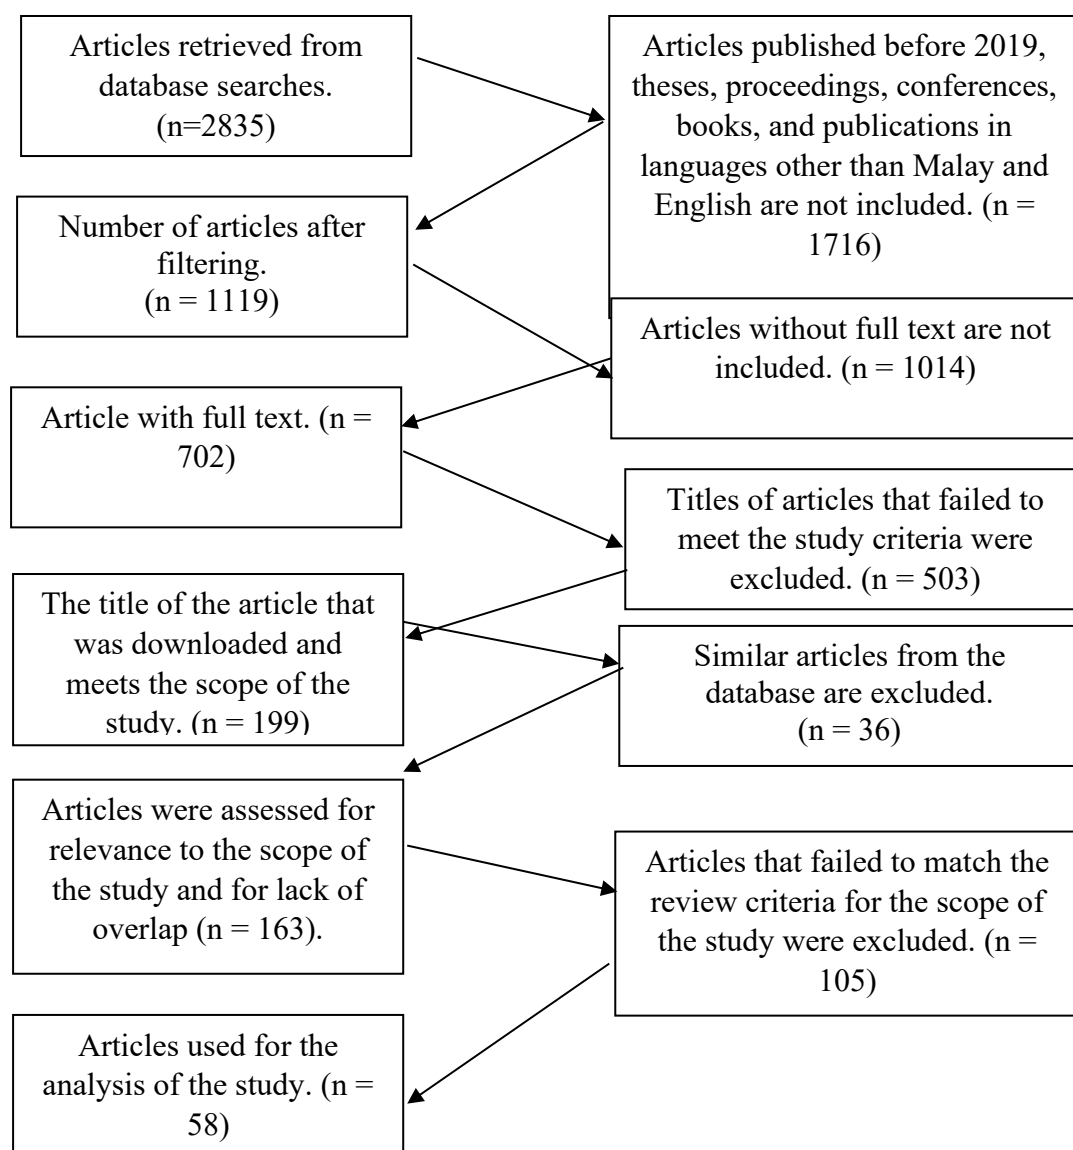 Articles retrieved from
database searches.
(n=2835)
Articles published before 2019,
theses, proceedings, conferences,
books, and publications in
languages other than Malay and
English are not included. (n =
1716)
Number of articles after
filtering.
(n = 1119)
Articles without full text are not
included. (n = 1014)
Article with full text. (n =
702)
Titles of articles that failed to
meet the study criteria were
excluded. (n = 503)
The title of the article that
was downloaded and
meets the scope of the
study. (n = 199)
Similar articles from the
database are excluded.
(n = 36)
Articles were assessed for
relevance to the scope of
the study and for lack of
overlap (n = 163).
Articles that failed to match the
review criteria for the scope of
the study were excluded. (n =
105)
Articles used for the
analysis of the study. (n =
58)